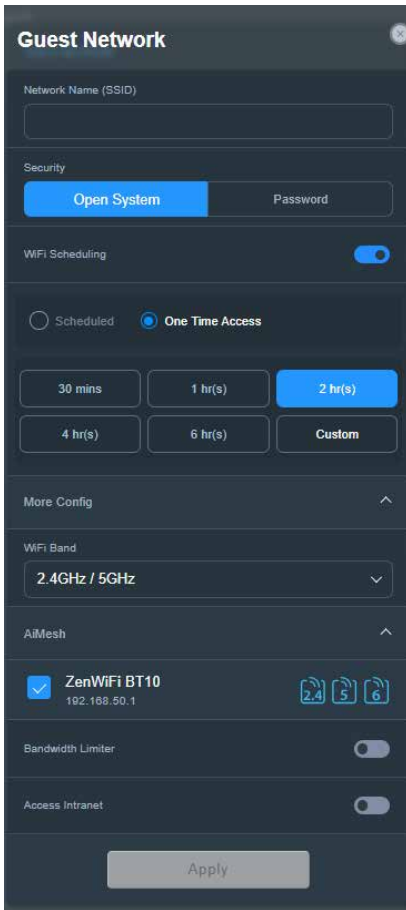 Guest Network
Network Name (SSID)
Security
Open System Password
WiFi Scheduling
Scheduled One Time Access
30 mins 1 hr(s) 2 hr(s)
4 hr(s) 6 hr(s) Custom
More Config
WiFi Band
2.4GHz / 5GHz
AiMesh
ZenWiFi BT10
192.168.50.1
2,4 5 6
Bandwidth Limiter
Access Intranet
Apply